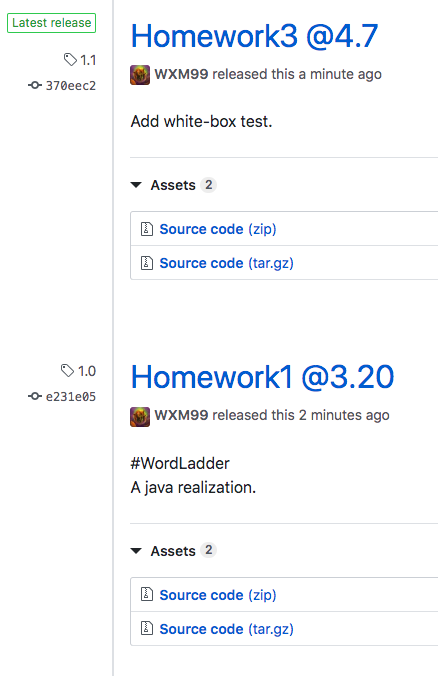 Latest release
1.1
370eec2
Homework3 @4.7
WXM99 released this a minute ago
Add white-box test.
Assets 2
Source code (zip)
Source code (tar.gz)
1.0
e231e05
Homework1 @3.20
WXM99 released this 2 minutes ago
#WordLadder
A java realization.
Assets 2
Source code (zip)
Source code (tar.gz)